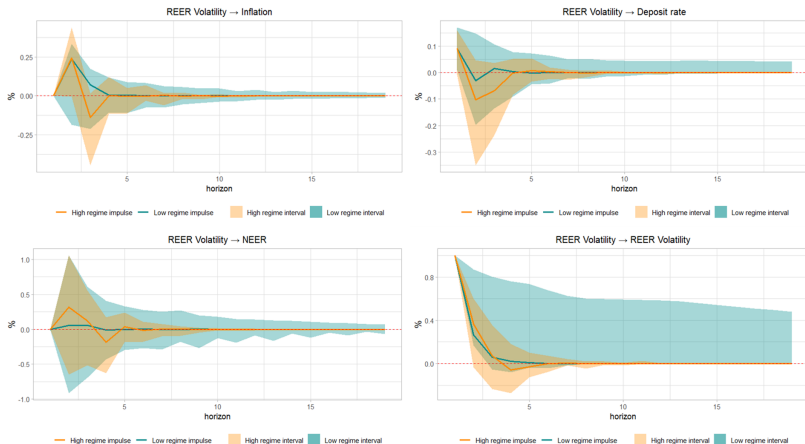 REER Volatility → Inflation
0.25
0.00
-0.25
%
5
10
15
horizon
High regime impulse Low regime impulse High regime interval Low regime interval
REER Volatility → Deposit rate
0.1
0.0
-0.1
-0.2
-0.3
%
5
10
15
horizon
High regime impulse Low regime impulse High regime interval Low regime interval
REER Volatility → NEER
1.0
0.5
0.0
-0.5
-1.0
%
5
10
15
horizon
High regime impulse Low regime impulse High regime interval Low regime interval
REER Volatility → REER Volatility
0.8
0.4
0.0
%
5
10
15
horizon
High regime impulse Low regime impulse High regime interval Low regime interval